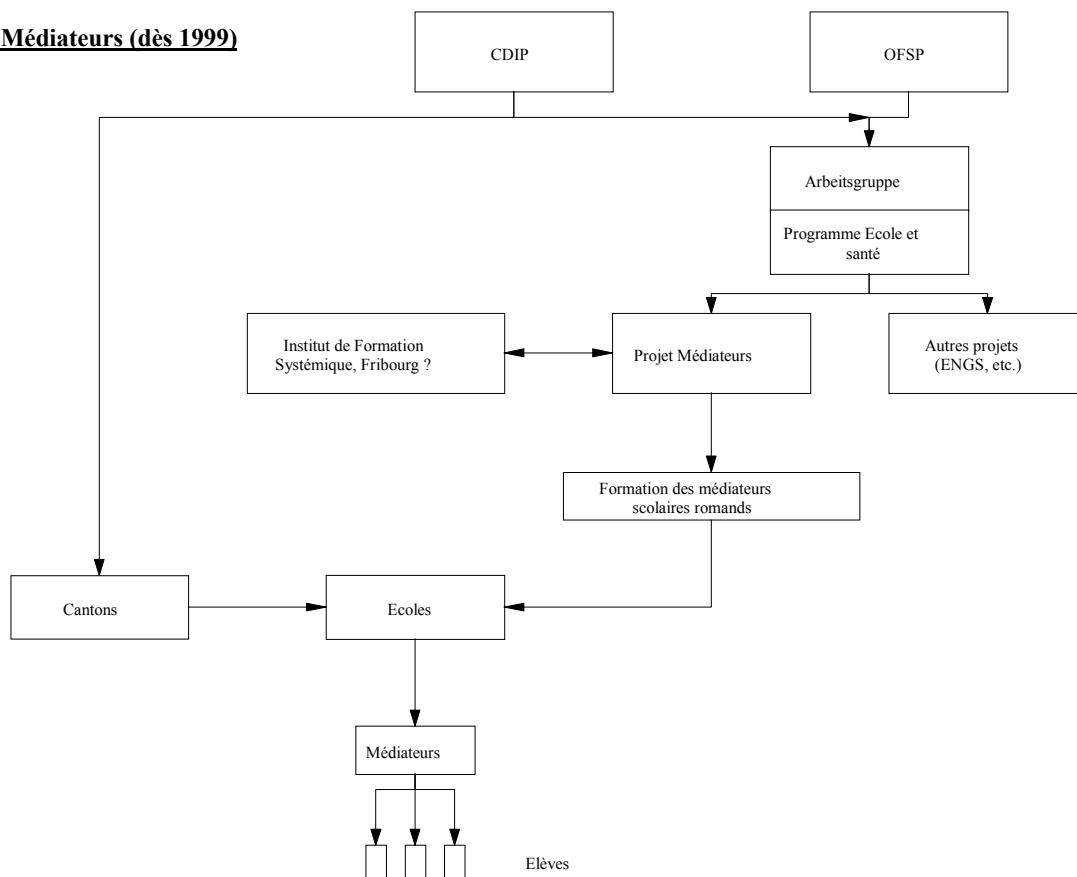 Médiateurs (dès 1999)
CDIP
OFSP
Arbeitsgruppe
Programme Ecole et
santé
Institut de Formation
Systémique, Fribourg ?
Projet Médiateurs
Autres projets
(ENGS, etc.)
Formation des médiateurs
scolaires romands
Cantons
Ecoles
Médiateurs
Elèves